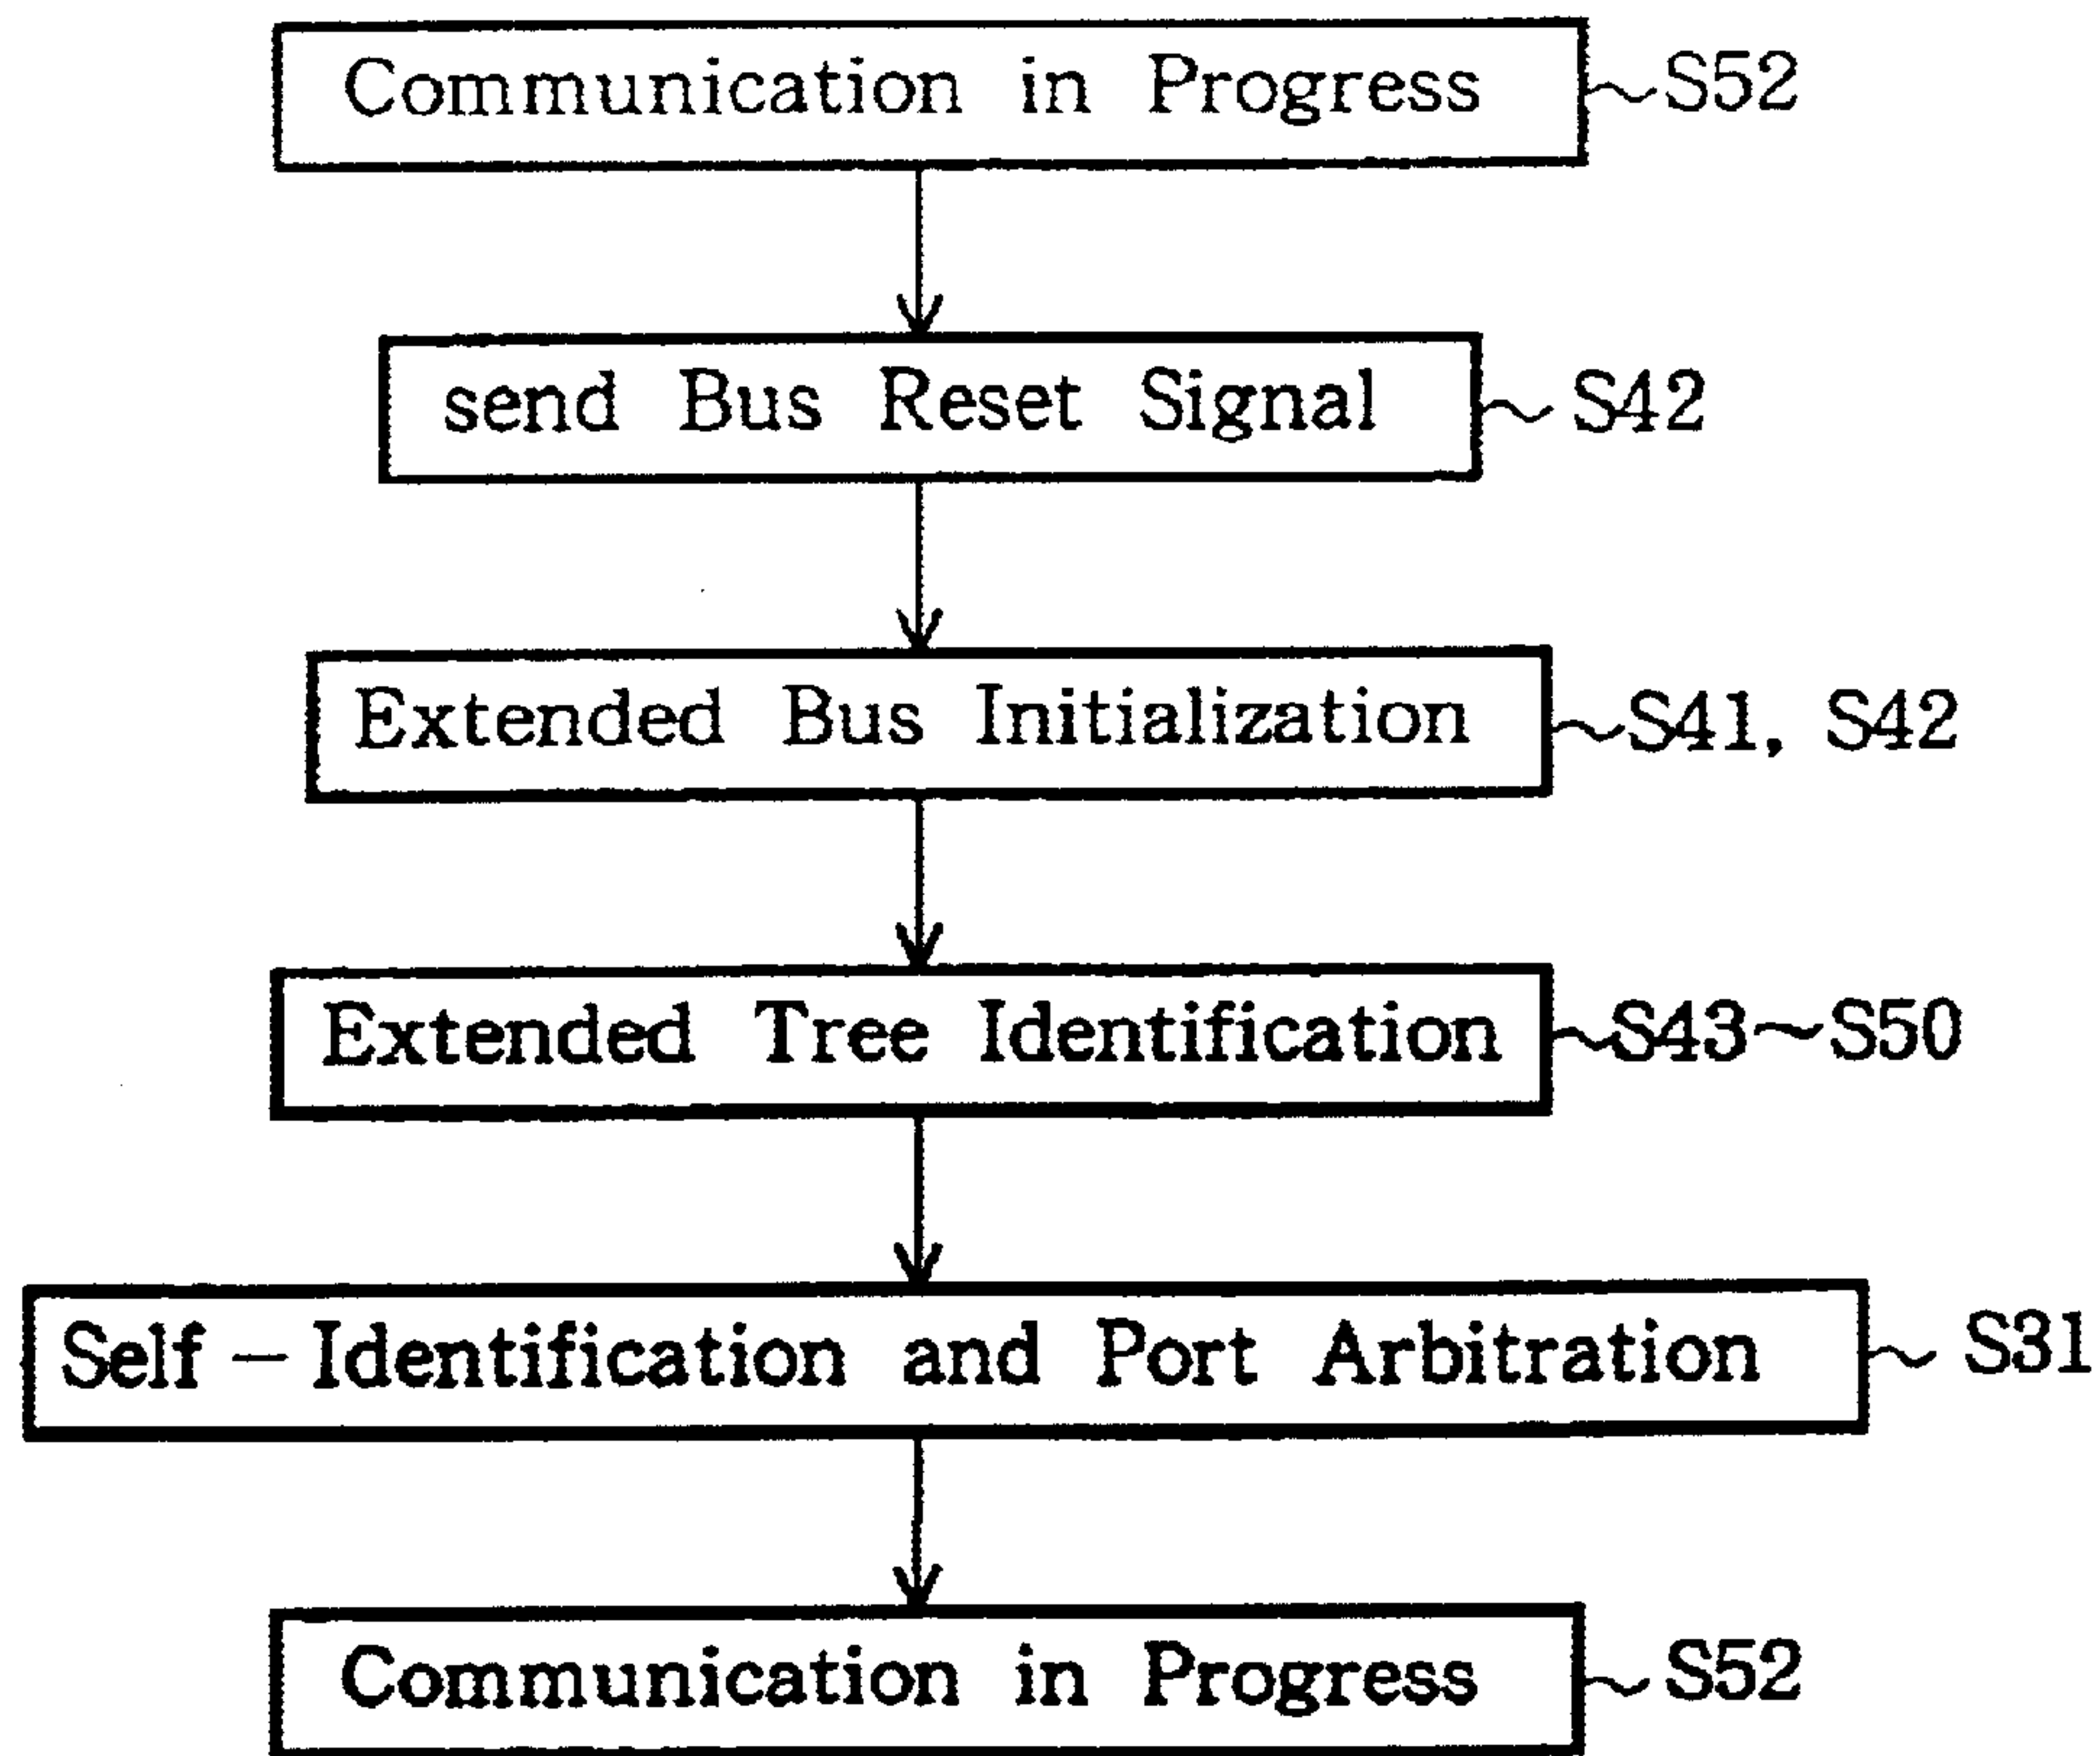 Communication in Progress ~S52
send Bus Reset Signal ~S42
Extended Bus Initialization ~S41, S42
Extended Tree Identification ~S43~S50
Self-Identification and Port Arbitration ~S31
Communication in Progress ~S52